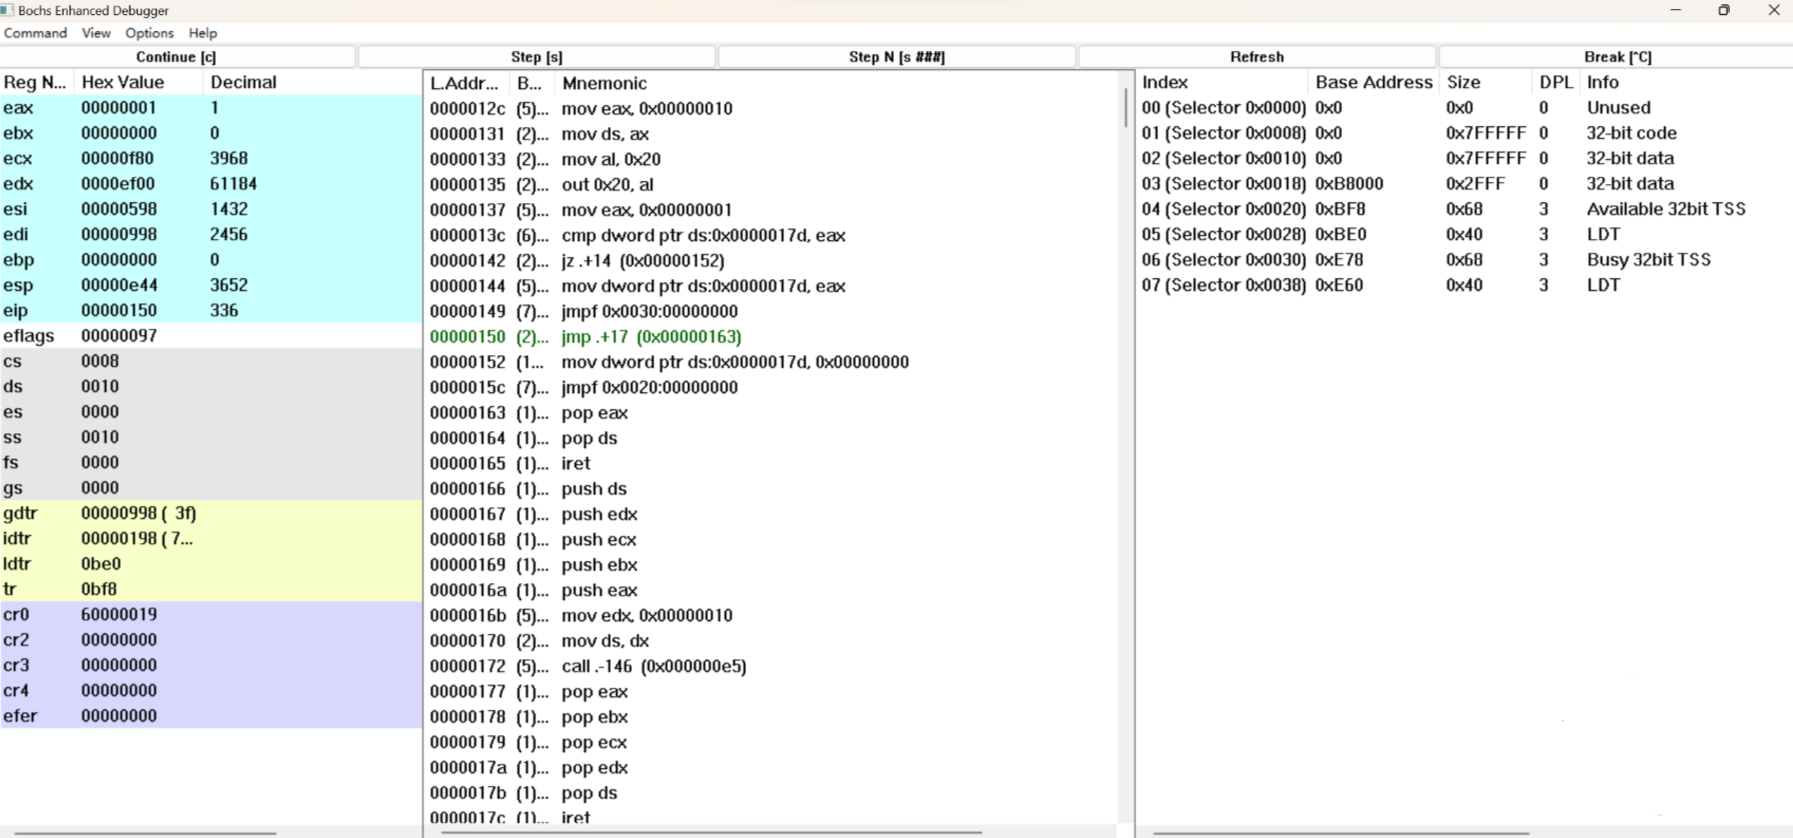 Bochs Enhanced Debugger
Command View Options Help
Continue [c] Step [s] Step N [s ###] Refresh Break [^C]
Reg N... Hex Value Decimal
eax 00000001 1
ebx 00000000 0
ecx 00000f80 3968
edx 0000ef00 61184
esi 00000598 1432
edi 00000998 2456
ebp 00000000 0
esp 00000e44 3652
eip 00000150 336
eflags 00000097
cs 0008
ds 0010
es 0000
ss 0010
fs 0000
gs 0000
gdtr 00000998 ( 3f)
idtr 00000198 ( 7...
ldtr 0be0
tr 0bf8
cr0 60000019
cr2 00000000
cr3 00000000
cr4 00000000
efer 00000000
L.Addr... B... Mnemonic
0000012c (5)... mov eax, 0x00000010
00000131 (2)... mov ds, ax
00000133 (2)... mov al, 0x20
00000135 (2)... out 0x20, al
00000137 (5)... mov eax, 0x00000001
0000013c (6)... cmp dword ptr ds:0x0000017d, eax
00000142 (2)... jz .+14 (0x00000152)
00000144 (5)... mov dword ptr ds:0x0000017d, eax
00000149 (7)... jmpf 0x0030:00000000
00000150 (2)... jmp .+17 (0x00000163)
00000152 (1... mov dword ptr ds:0x0000017d, 0x00000000
0000015c (7)... jmpf 0x0020:00000000
00000163 (1)... pop eax
00000164 (1)... pop ds
00000165 (1)... iret
00000166 (1)... push ds
00000167 (1)... push edx
00000168 (1)... push ecx
00000169 (1)... push ebx
0000016a (1)... push eax
0000016b (5)... mov edx, 0x00000010
00000170 (2)... mov ds, dx
00000172 (5)... call .-146 (0x000000e5)
00000177 (1)... pop eax
00000178 (1)... pop ebx
00000179 (1)... pop ecx
0000017a (1)... pop edx
0000017b (1)... pop ds
0000017c (1)... iret
Index Base Address Size DPL Info
00 (Selector 0x0000) 0x0 0x0 0 Unused
01 (Selector 0x0008) 0x0 0x7FFFFF 0 32-bit code
02 (Selector 0x0010) 0x0 0x7FFFFF 0 32-bit data
03 (Selector 0x0018) 0xB8000 0x2FFF 0 32-bit data
04 (Selector 0x0020) 0xBF8 0x68 3 Available 32bit TSS
05 (Selector 0x0028) 0xBE0 0x40 3 LDT
06 (Selector 0x0030) 0xE78 0x68 3 Busy 32bit TSS
07 (Selector 0x0038) 0xE60 0x40 3 LDT